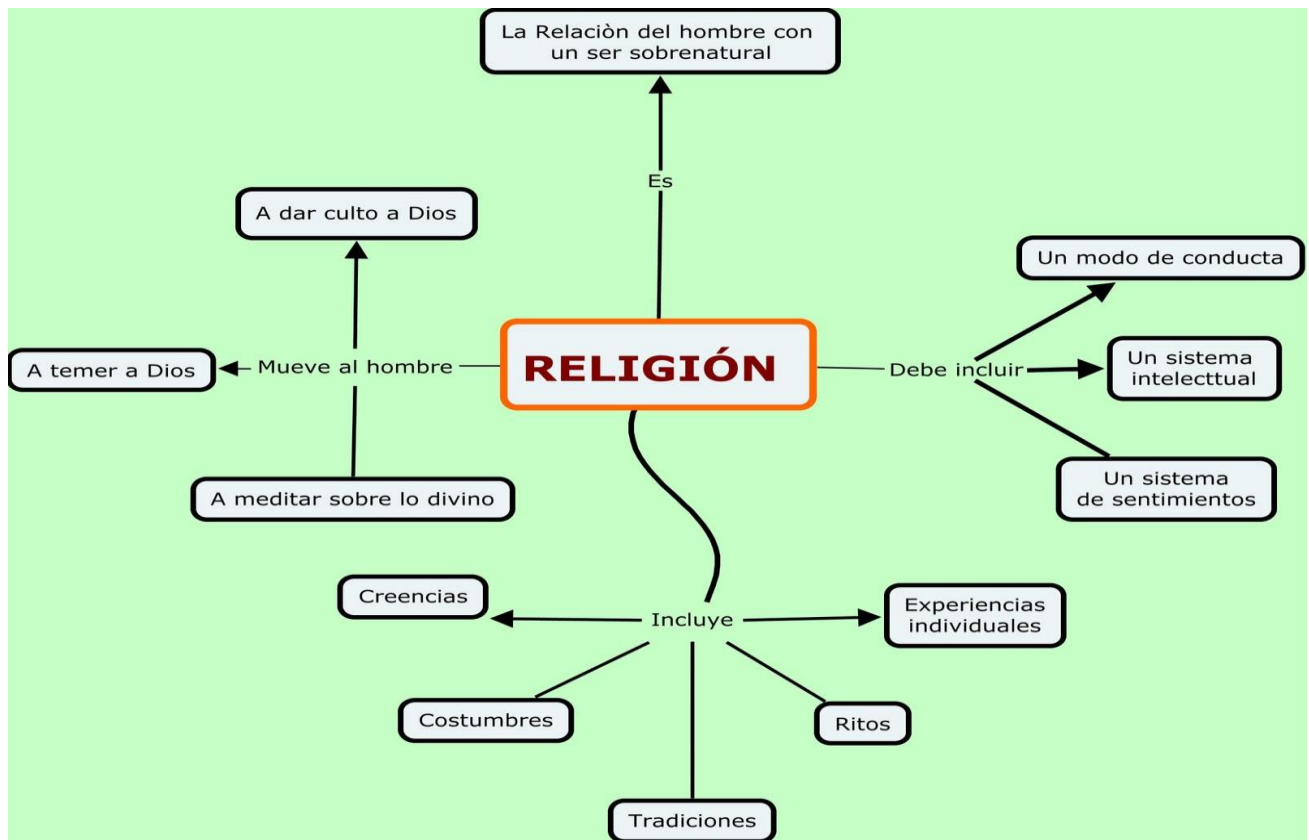 La Relaciòn del hombre con
un ser sobrenatural
Es
A dar culto a Dios
Un modo de conducta
A temer a Dios
Mueve al hombre
RELIGIÓN
Debe incluir
Un sistema
intelecttual
A meditar sobre lo divino
Un sistema
de sentimientos
Creencias
Incluye
Experiencias
individuales
Costumbres
Ritos
Tradiciones